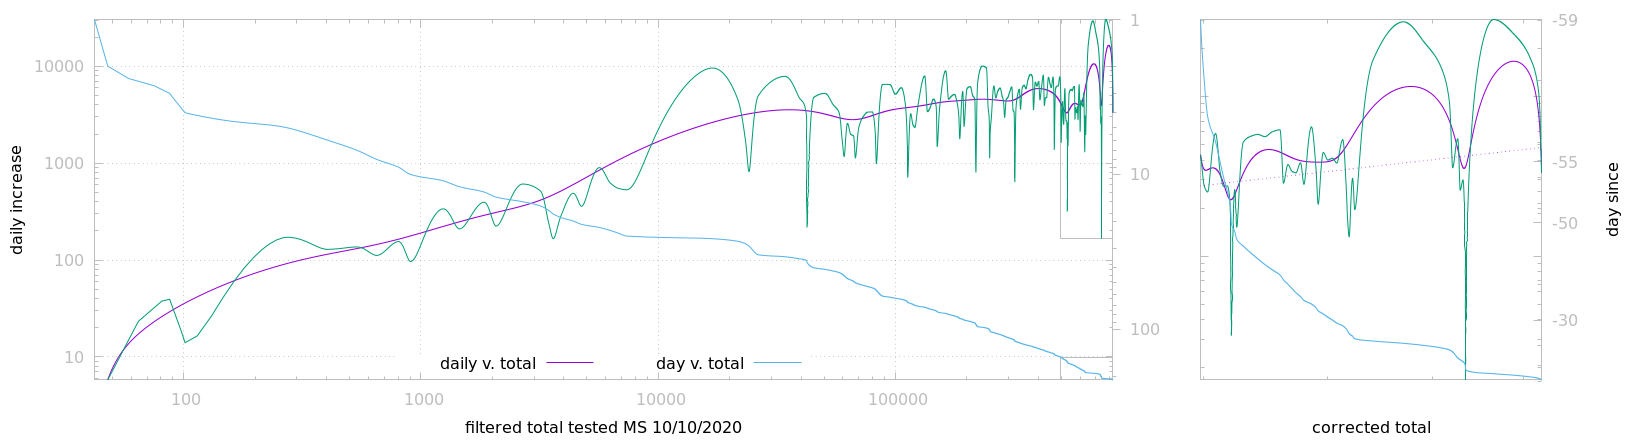 daily increase
10000
1000
100
10
100
1000
10000
100000
filtered total tested MS 10/10/2020
daily v. total
day v. total
1
10
100
corrected total
-59
-55
-50
-30
day since